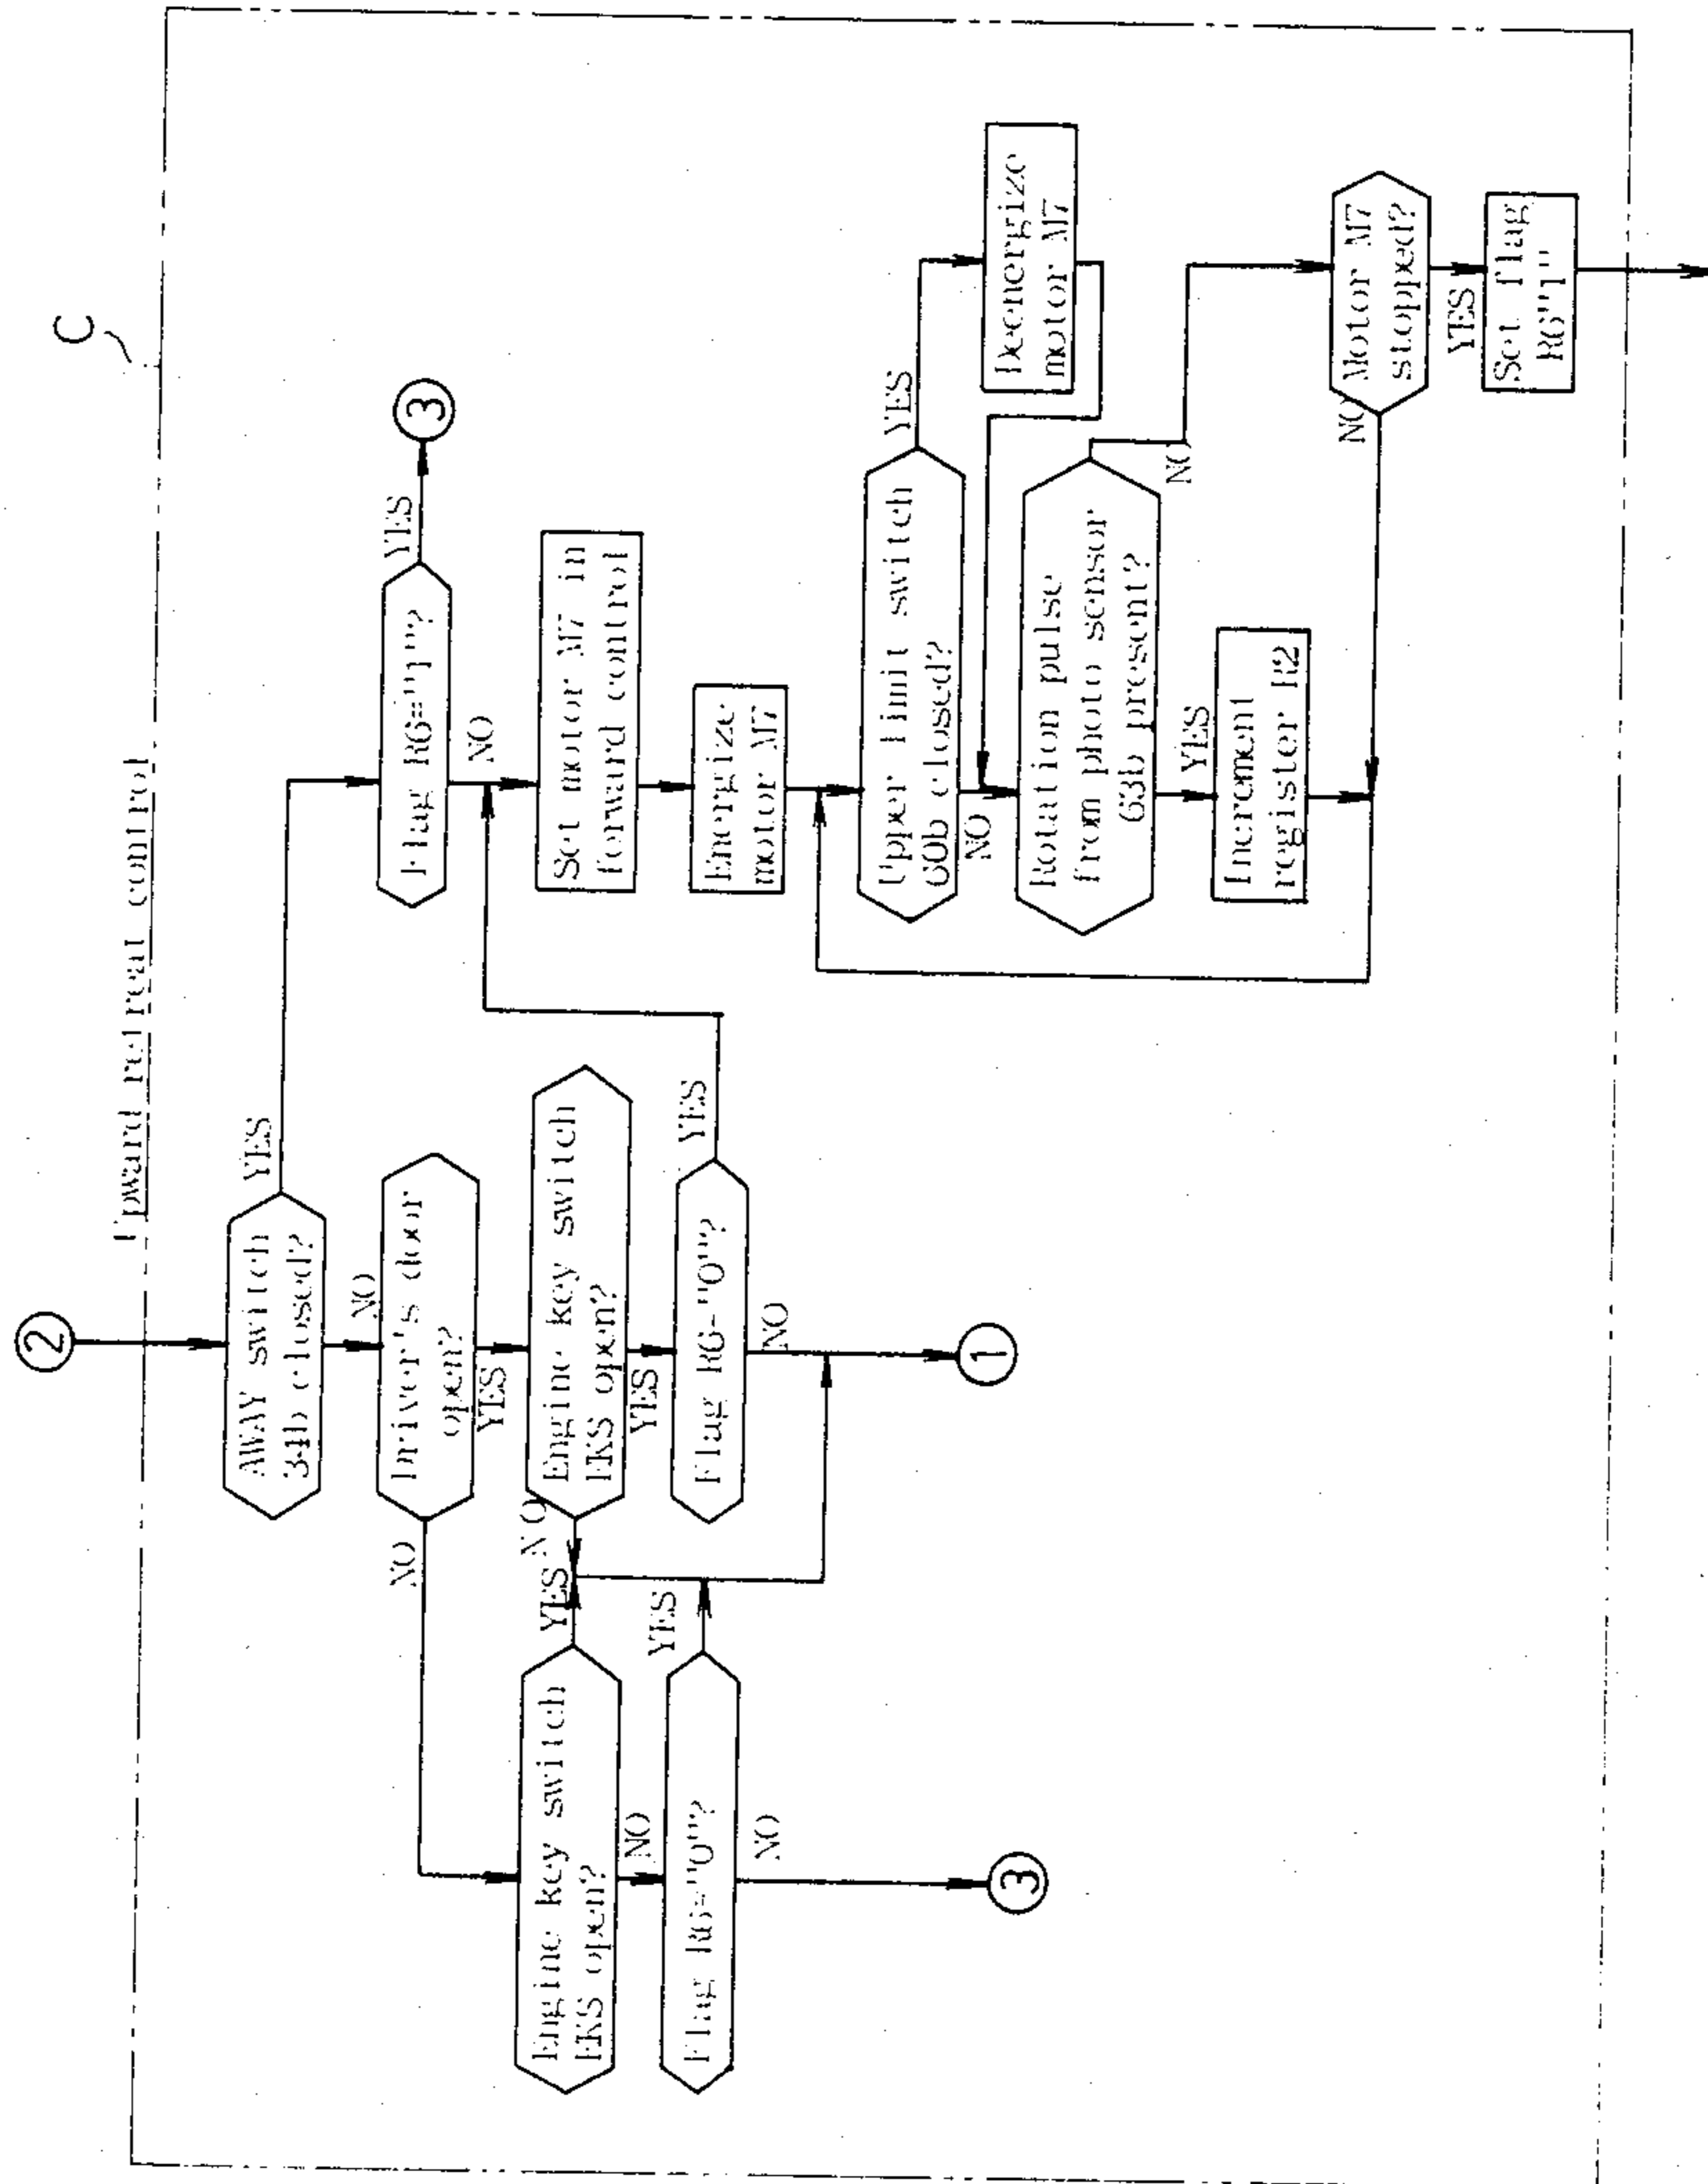 C
Upward retreat control
2
AWAY switch
34b closed?
YES
NO
Driver's door
open?
NO
YES
Engine key switch
EKS open?
YES
NO
Engine key switch
EKS open?
NO
YES
Flag R6="0"?
YES
NO
3
Flag R6="0"?
YES
NO
1
Flag R6="1"?
YES
3
NO
Set motor M7 in
forward control
Energize
motor M7
Upper limit switch
60b closed?
YES
NO
Deenergize
motor M7
Rotation pulse
from photo sensor
63b present?
NO
YES
Increment
register R2
Motor M7
stopped?
NO
YES
Set flag
R6"1"